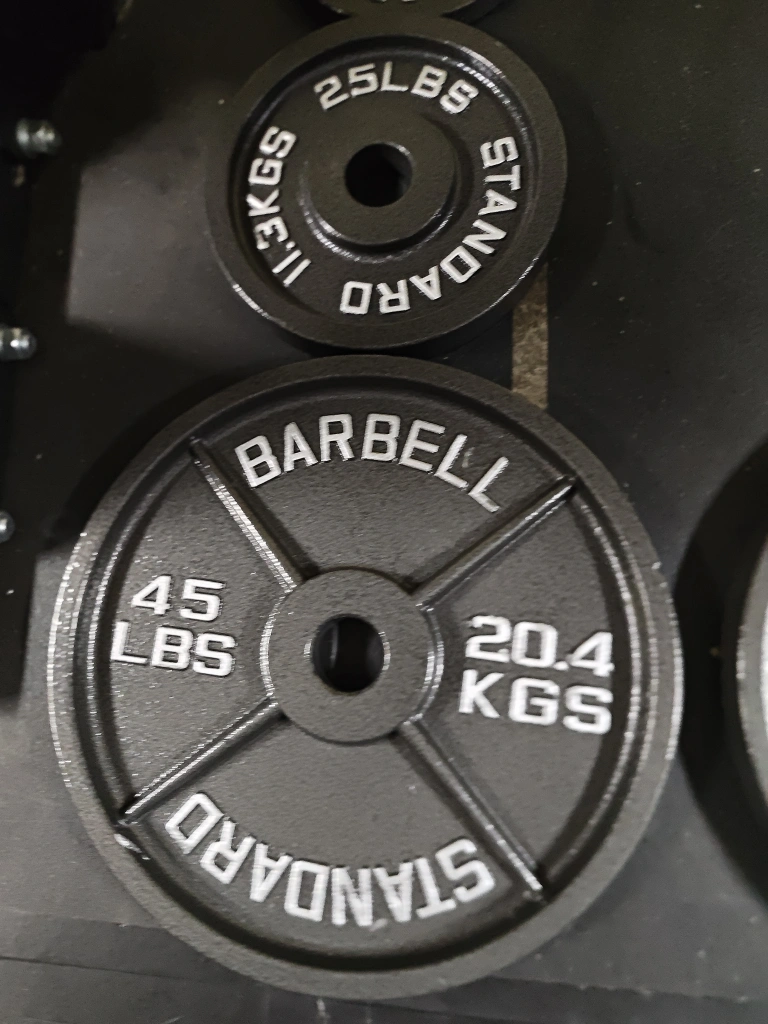 25LBS
STANDARD
11.3KGS
BARBELL
45
LBS
20.4
KGS
STANDARD